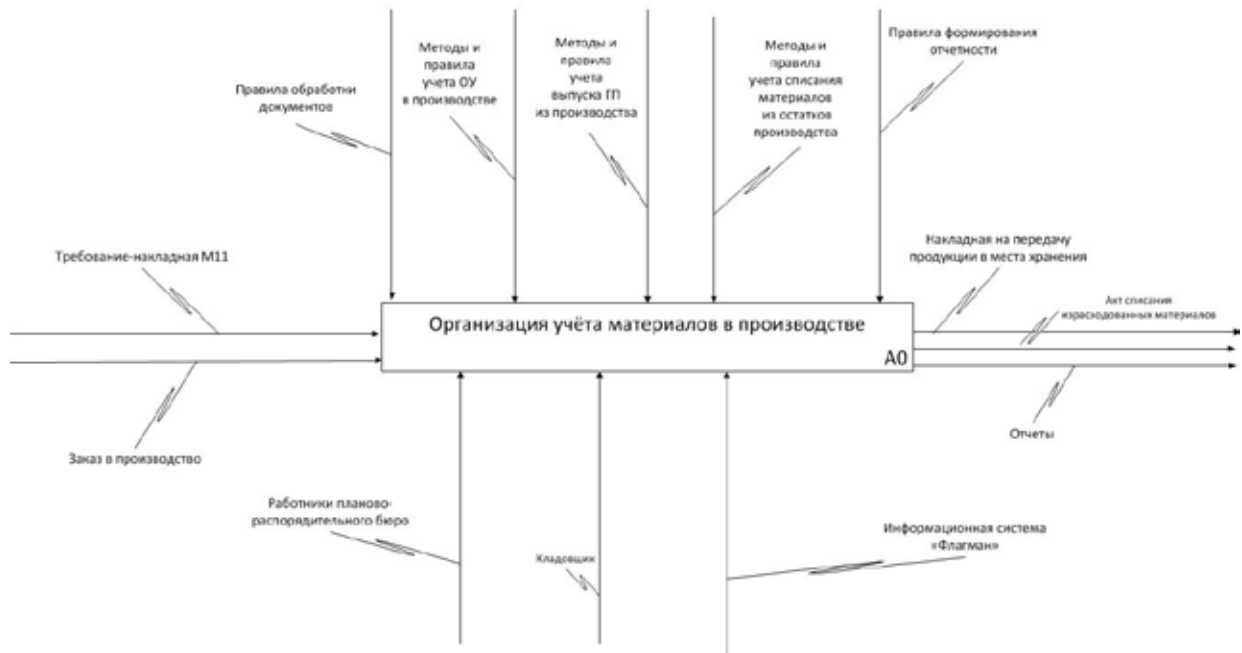 Правила обработки
документов
Методы и
правила
учета ОУ
в производстве
Методы и
правила
учета
выпуска ГП
из производства
Методы и
правила
учета списания
материалов
из остатков
производства
Правила формирования
отчетности
Требование-накладная М11
Накладная на передачу
продукции в места хранения
Акт списания
израсходованных материалов
Организация учёта материалов в производстве
А0
Заказ в производство
Отчеты
Работники планово-
распорядительного бюро
Кладовщик
Информационная система
«Флагман»